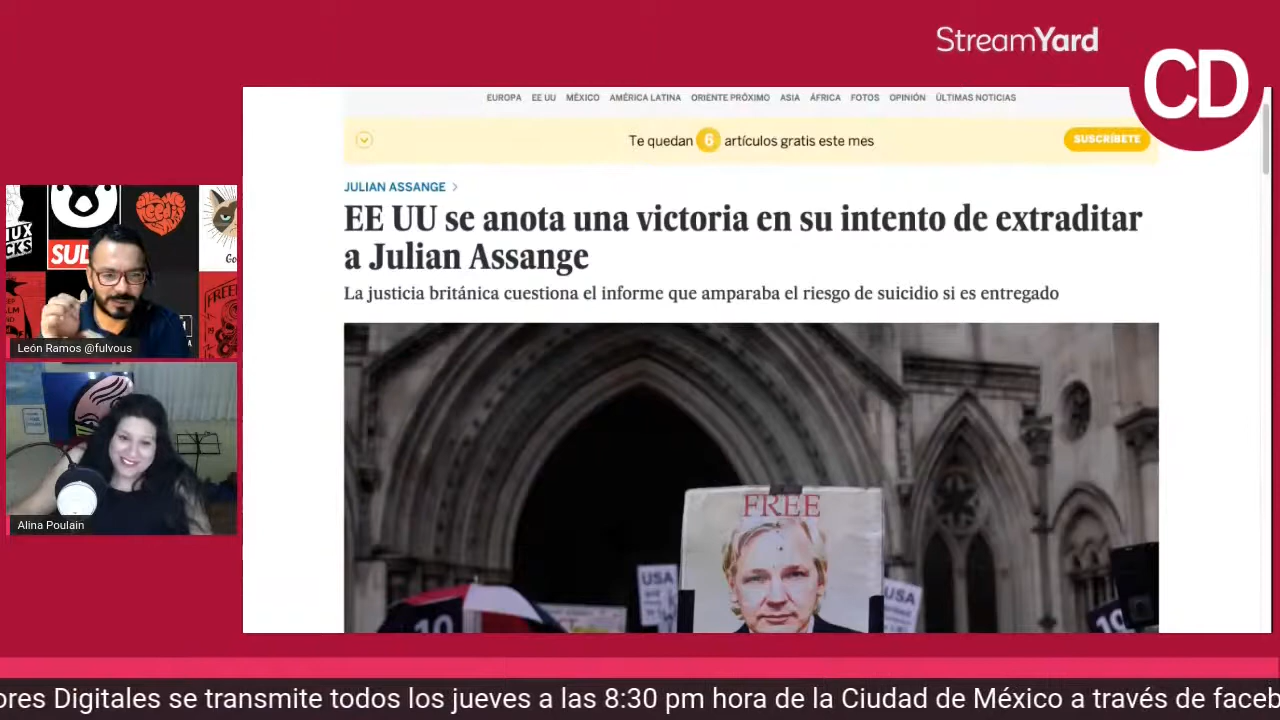 StreamYard
CD
EUROPA EE UU MÉXICO AMÉRICA LATINA ORIENTE PRÓXIMO ASIA ÁFRICA FOTOS OPINIÓN ÚLTIMAS NOTICIAS
Te quedan 6 artículos gratis este mes
SUSCRÍBETE
JULIAN ASSANGE >
EE UU se anota una victoria en su intento de extraditar
a Julian Assange
La justicia británica cuestiona el informe que amparaba el riesgo de suicidio si es entregado
FREE
USA
USA
19
SUD
FREE
León Ramos @fulvous
Alina Poulain
ores Digitales se transmite todos los jueves a las 8:30 pm hora de la Ciudad de México a través de faceb